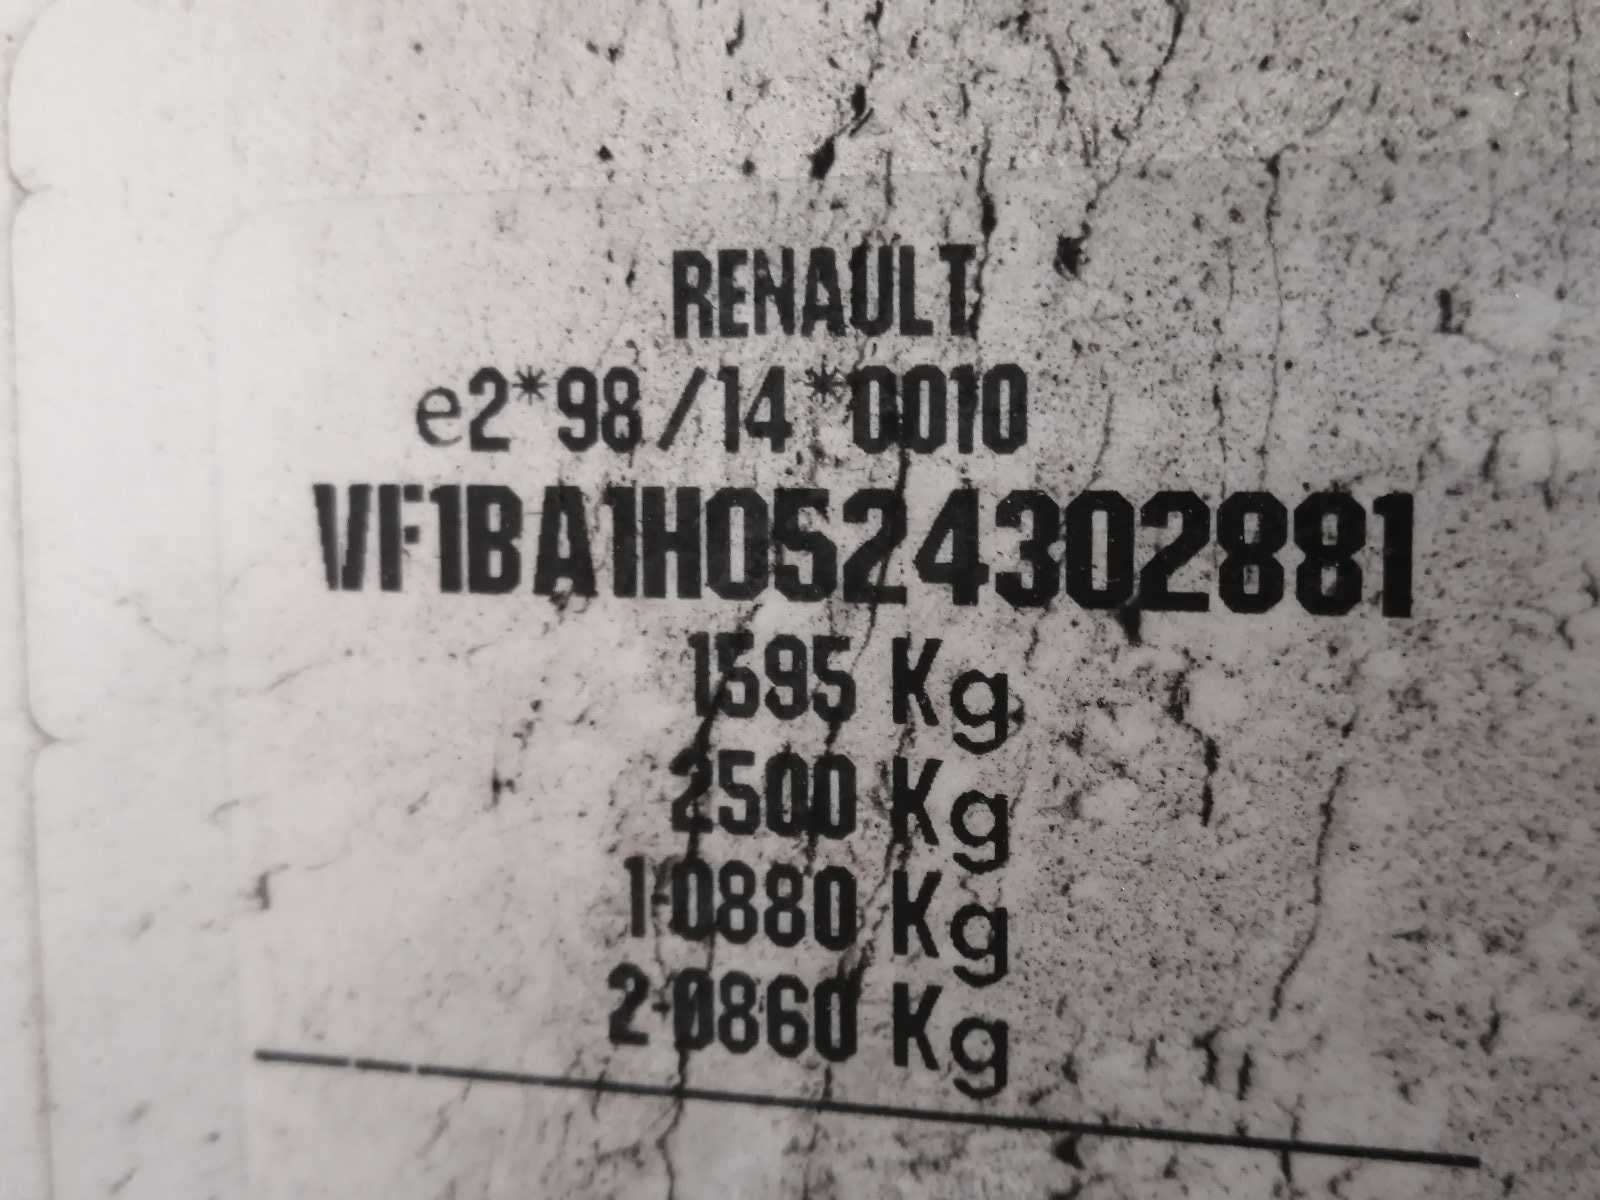 RENAULT
e2*98/14*0010
VF1BA1H0524302881
1595 Kg
2500 Kg
1-0880 Kg
2-0860 Kg